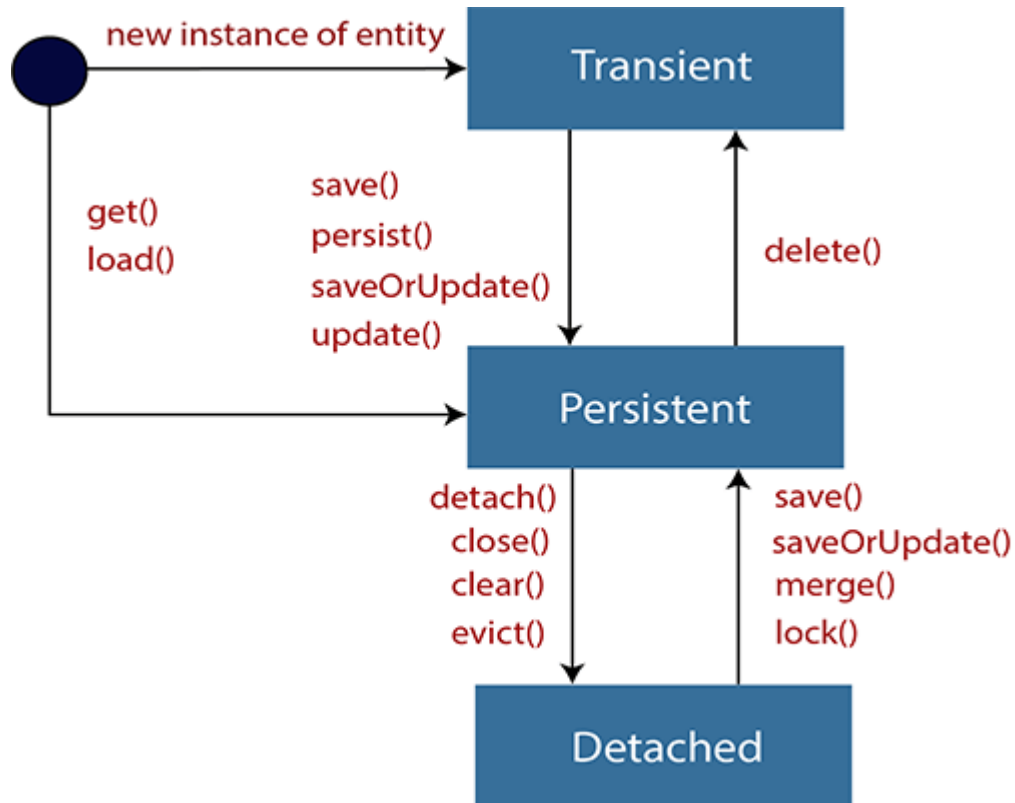 new instance of entity
Transient
get()
load()
save()
persist()
saveOrUpdate()
update()
delete()
Persistent
detach()
close()
clear()
evict()
save()
saveOrUpdate()
merge()
lock()
Detached